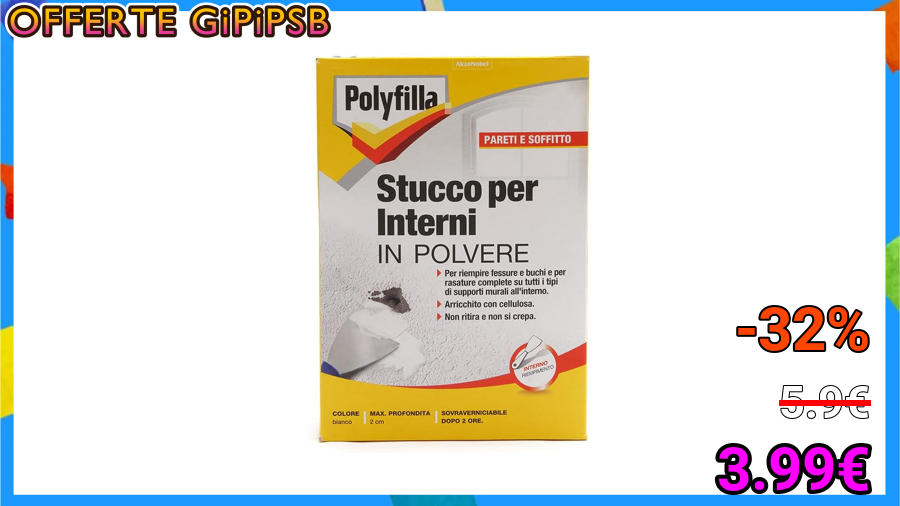 OFFERTE GiPiPSB
AkzoNobel
Polyfilla
PARETI E SOFFITTO
Stucco per
Interni
IN POLVERE
Per riempire fessure e buchi e per
rasature complete su tutti i tipi
di supporti murali all'interno.
Arricchito con cellulosa.
Non ritira e non si crepa.
INTERNO
RIEMPIMENTO
COLORE
bianco
MAX. PROFONDITA
2 cm
SOVRAVERNICIABILE
DOPO 2 ORE.
-32%
5.9€
3.99€